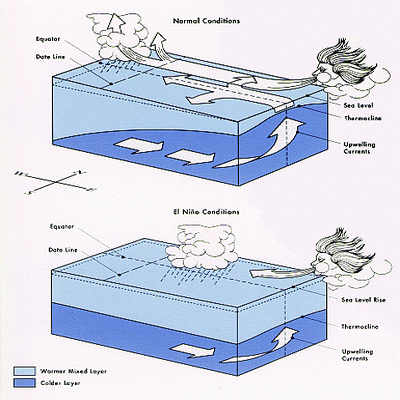 Normal Conditions
Equator
Date Line
Sea Level
Thermocline
Upwelling
Currents
W
N
S
E
El Niño Conditions
Equator
Date Line
Sea Level Rise
Thermocline
Upwelling
Currents
Warmer Mixed Layer
Colder Layer